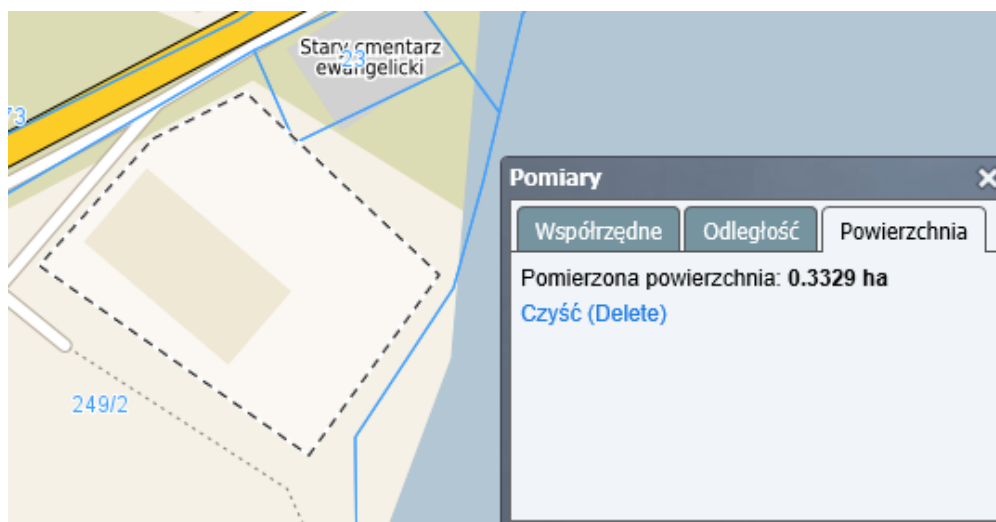 Stary cmentarz
23
ewangelicki
73
249/2
Pomiary
Współrzędne
Odległość
Powierzchnia
Pomierzona powierzchnia: 0.3329 ha
Czyść (Delete)